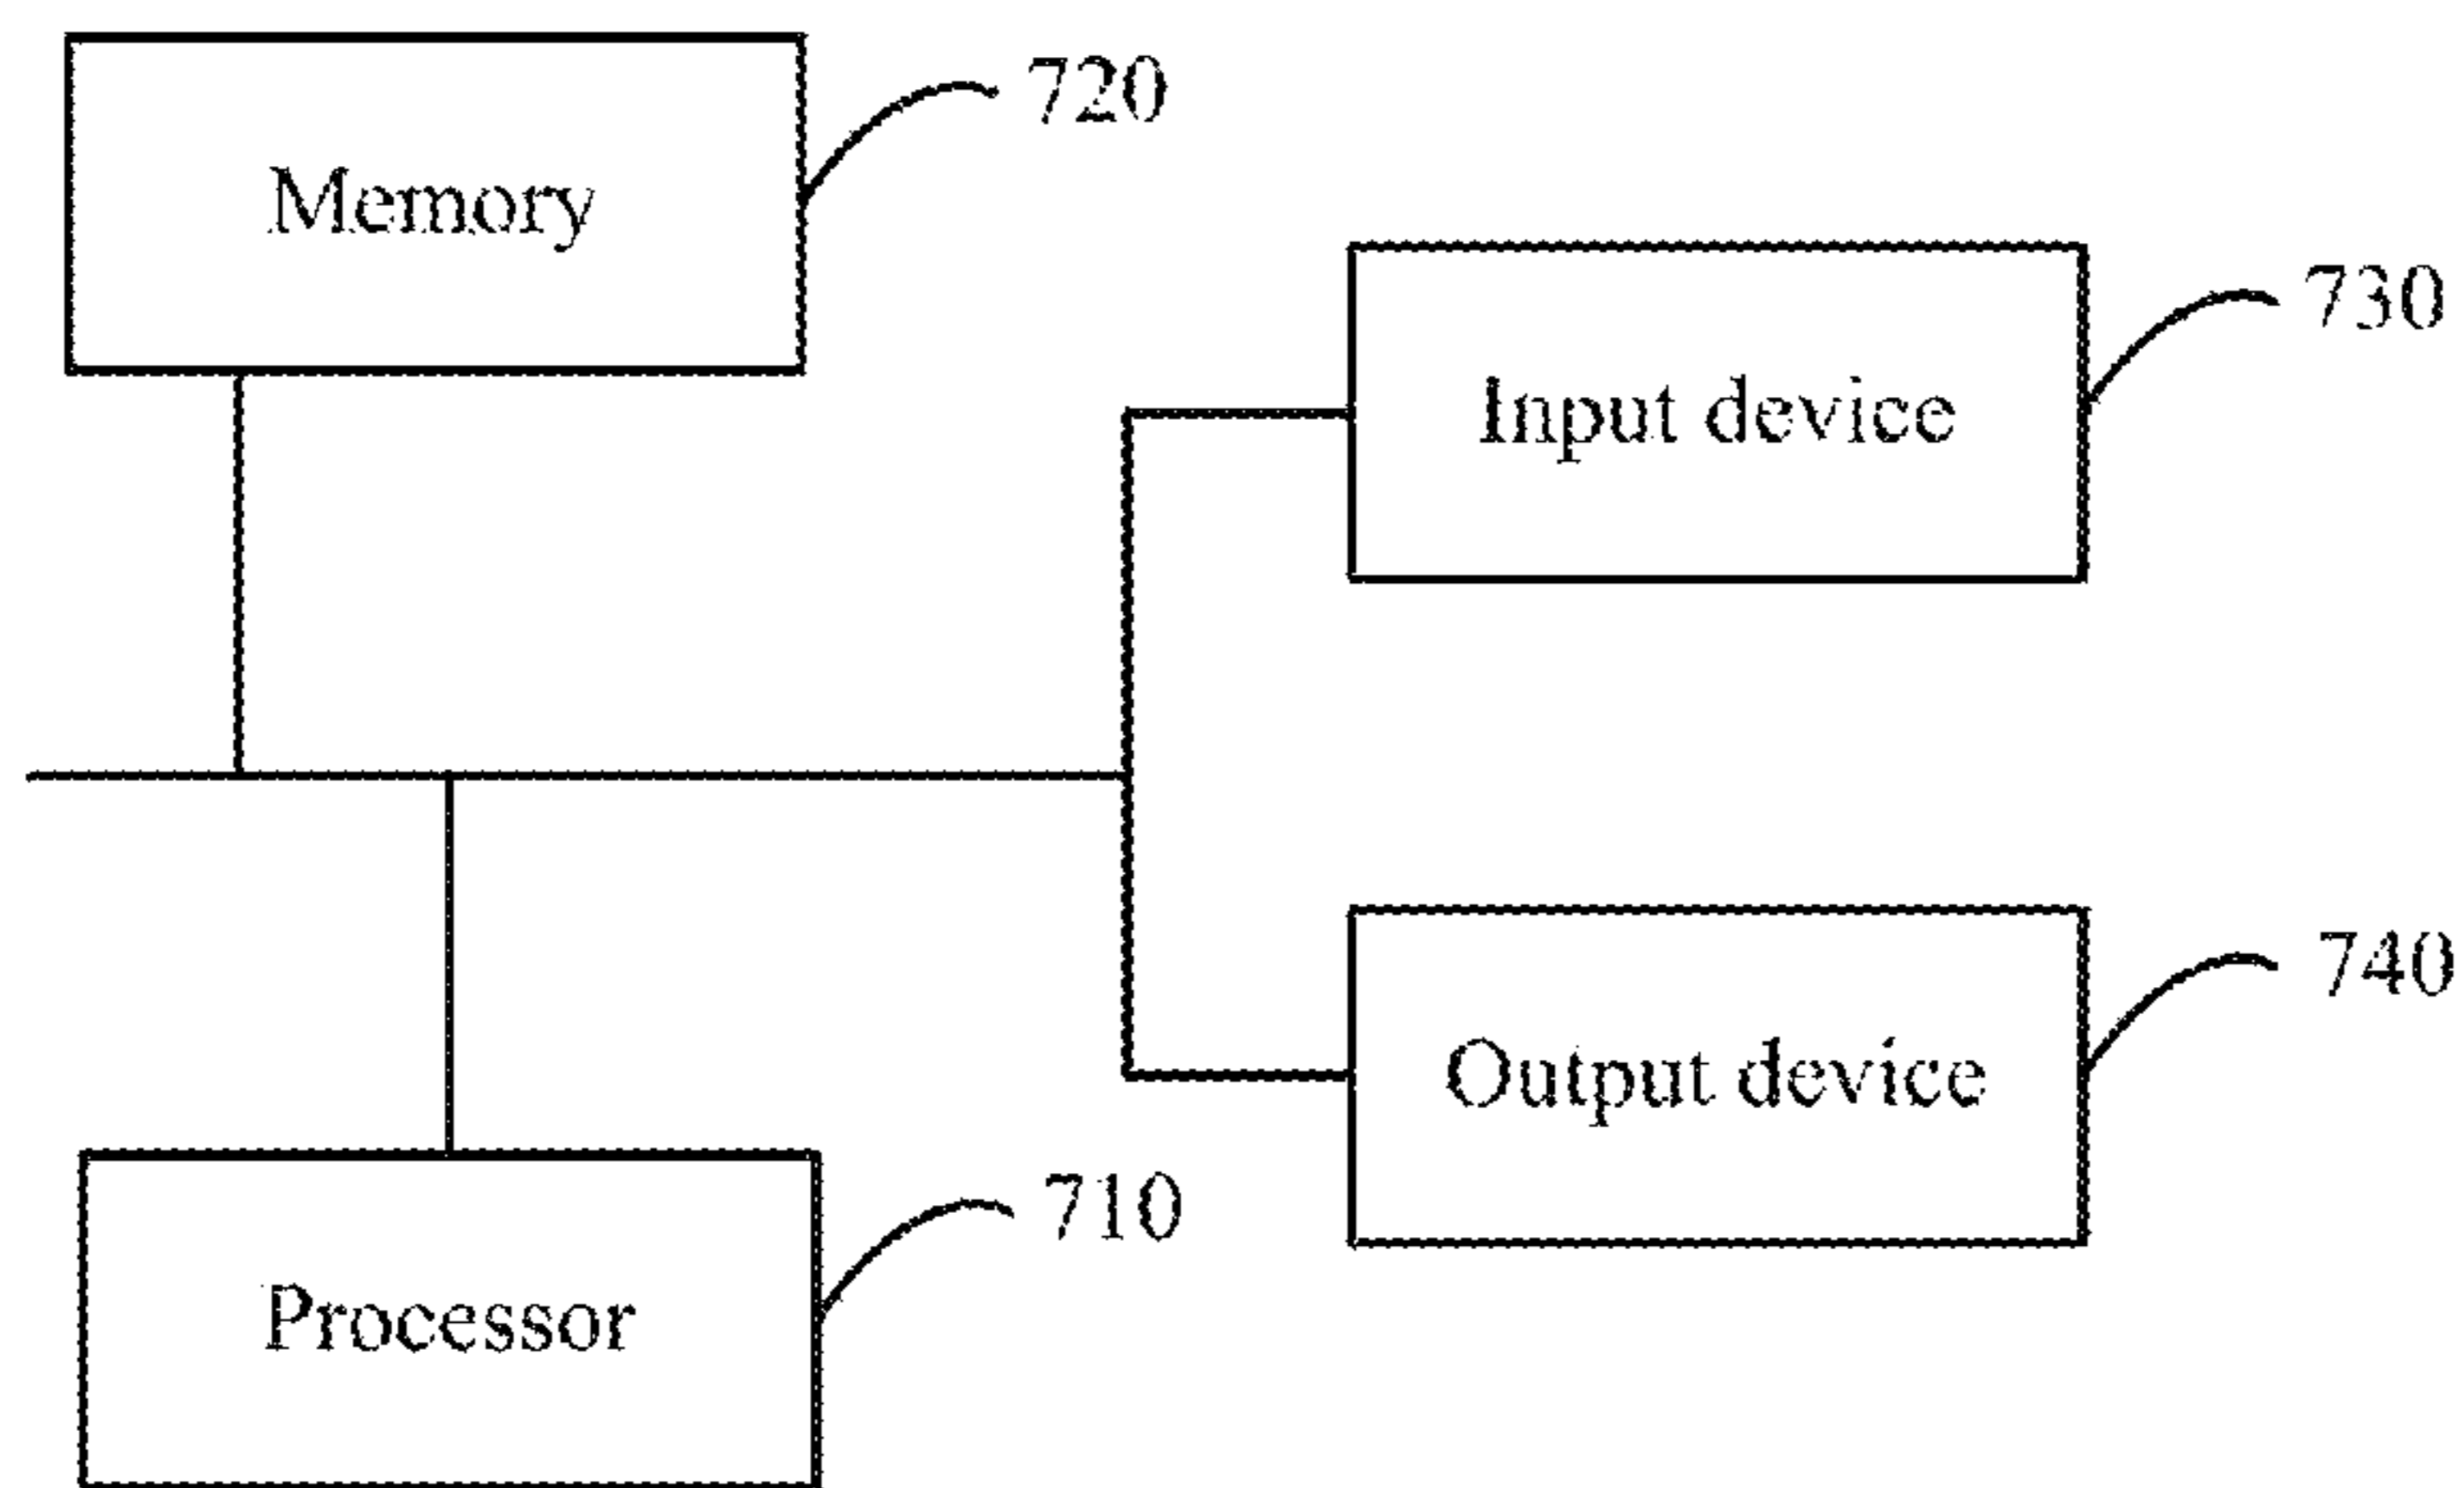 720
Memory
730
Input device
740
Output device
710
Processor